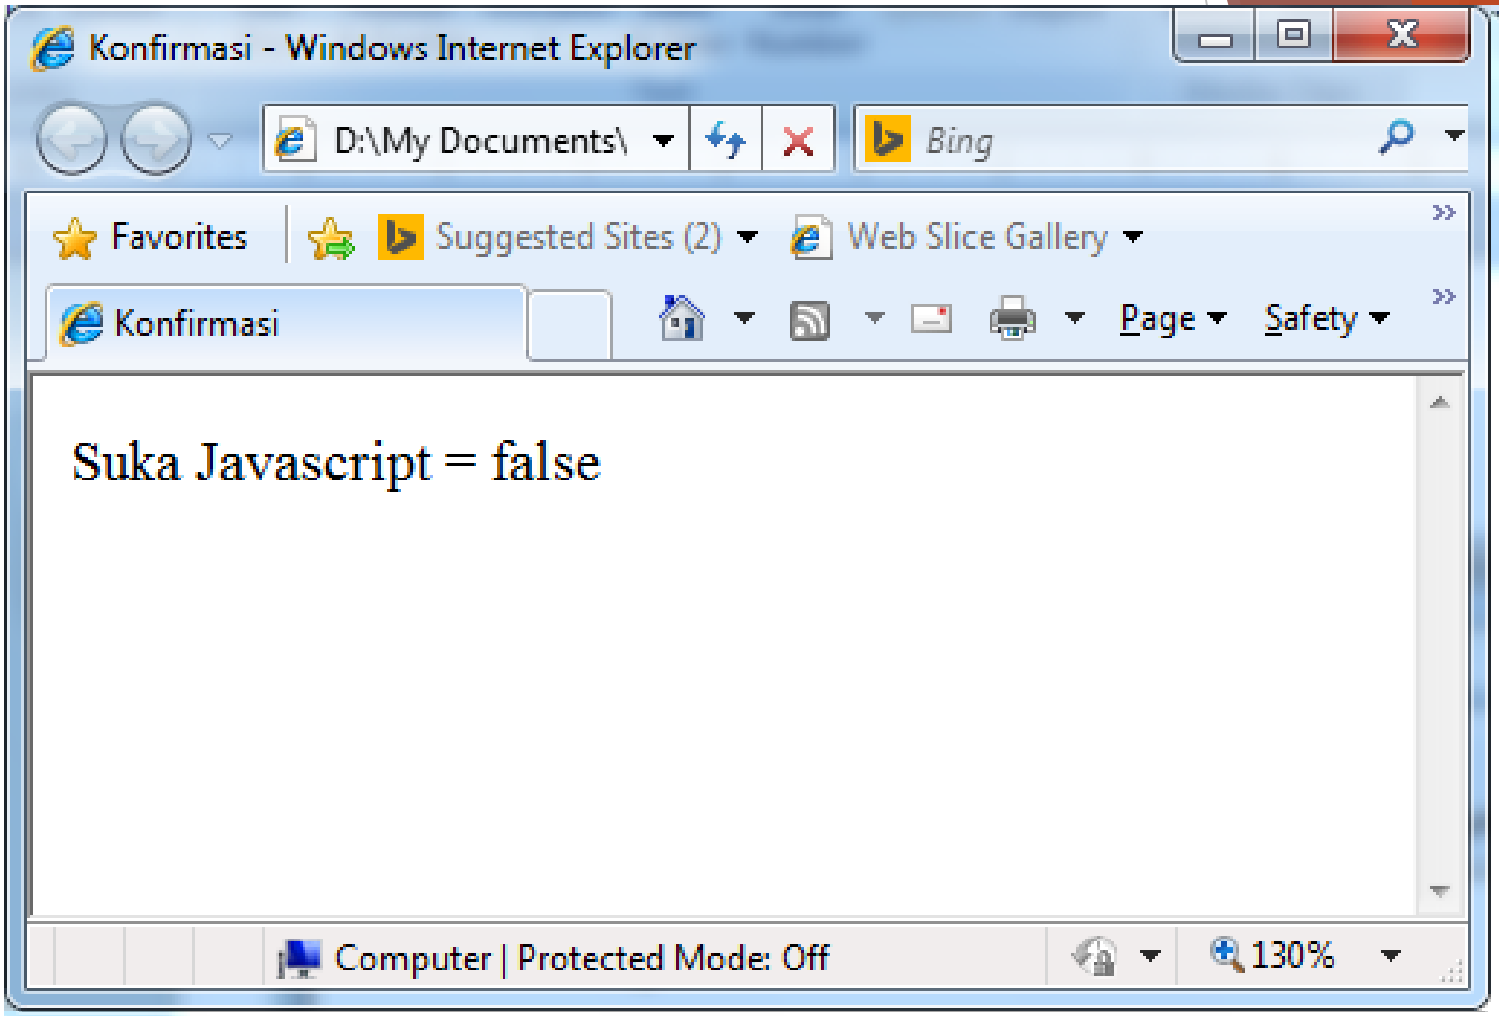 Konfirmasi - Windows Internet Explorer
D:\My Documents\
Bing
Favorites
Suggested Sites (2)
Web Slice Gallery
Konfirmasi
Page
Safety
Suka Javascript = false
Computer | Protected Mode: Off
130%